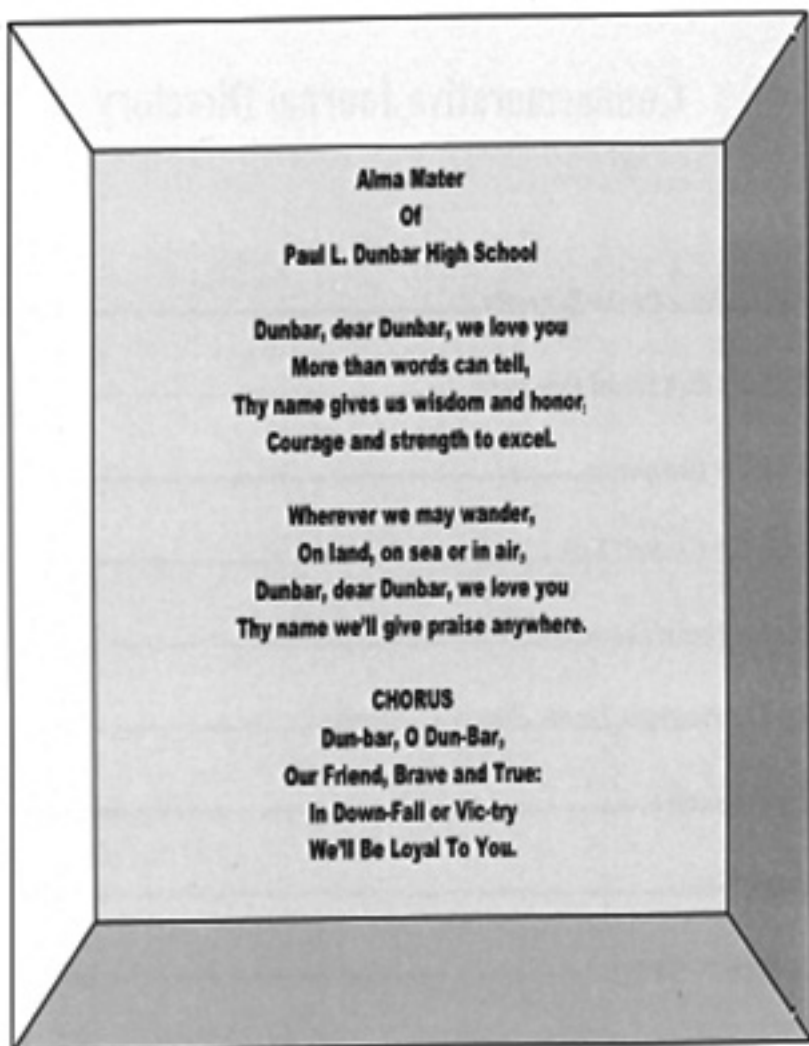 Alma Mater
Of
Paul L. Dunbar High School
Dunbar, dear Dunbar, we love you
More than words can tell,
Thy name gives us wisdom and honor,
Courage and strength to excel.
Wherever we may wander,
On land, on sea or in air,
Dunbar, dear Dunbar, we love you
Thy name we'll give praise anywhere.
CHORUS
Dun-bar, O Dun-Bar,
Our Friend, Brave and True:
In Down-Fall or Vic-try
We'll Be Loyal To You.